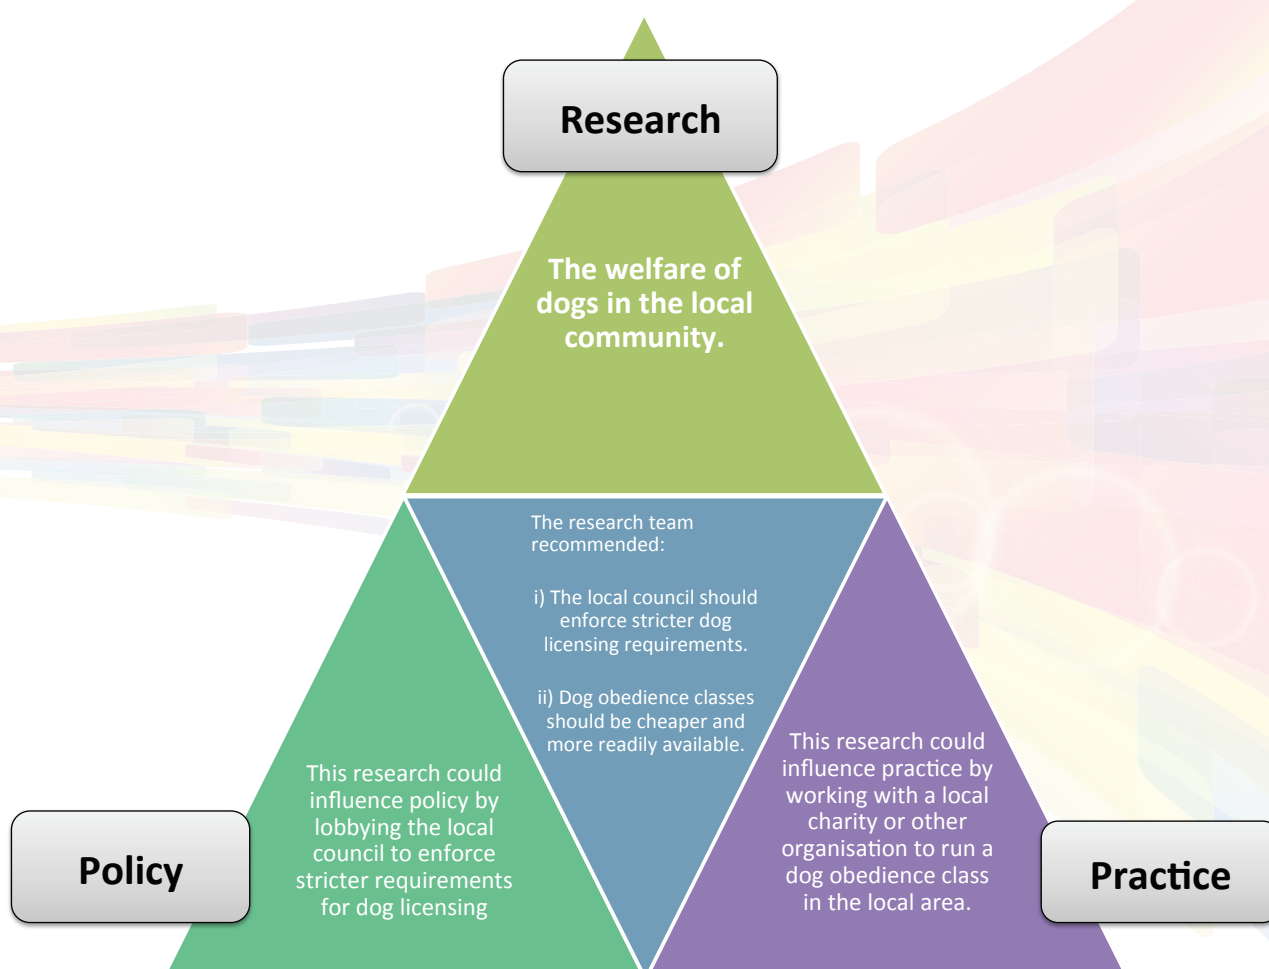 Research
The welfare of
dogs in the local
community.
The research team
recommended:
i) The local council should
enforce stricter dog
licensing requirements.
ii) Dog obedience classes
should be cheaper and
more readily available.
This research could
influence policy by
lobbying the local
council to enforce
stricter requirements
for dog licensing
Policy
This research could
influence practice by
working with a local
charity or other
organisation to run a
dog obedience class
in the local area.
Practice